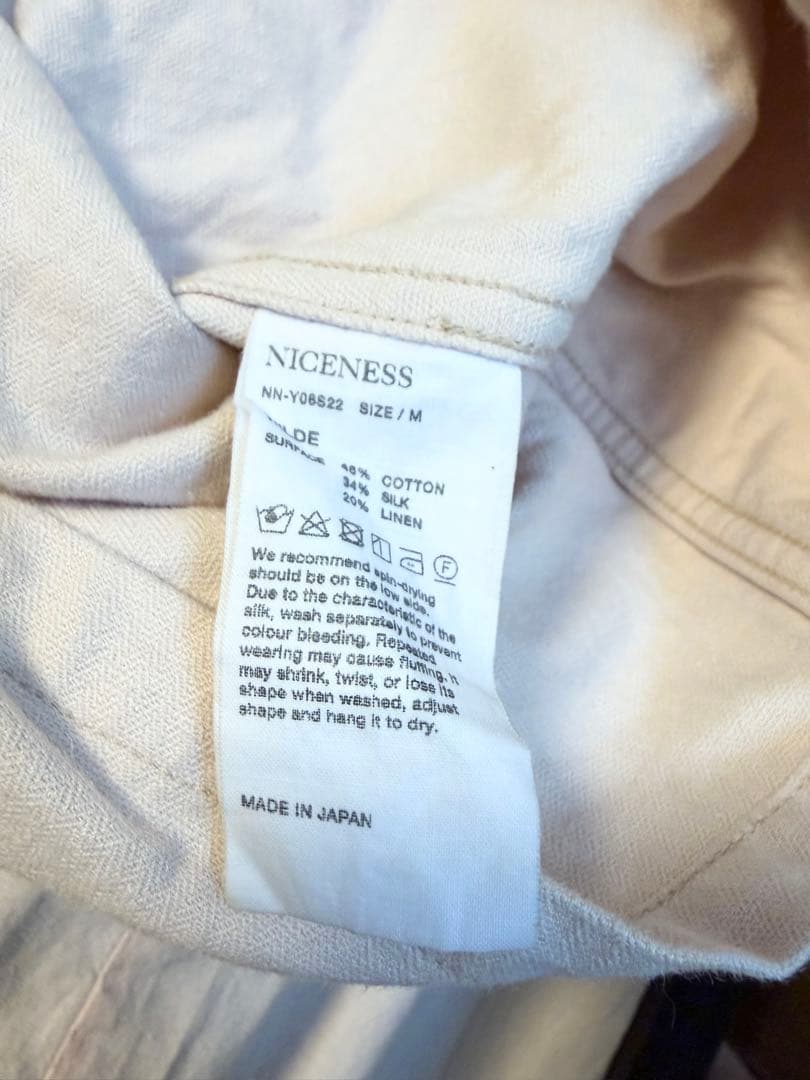 NICENESS
NN-Y06S22 SIZE / M
SURFACE 46% COTTON
34% SILK
20% LINEN
F
We recommend spin-drying
should be on the low side.
Due to the characteristic of the
silk, wash separately to prevent
colour bleeding. Repeated
wearing may cause fluffing. It
may shrink, twist, or lose its
shape when washed, adjust
shape and hang it to dry.
MADE IN JAPAN